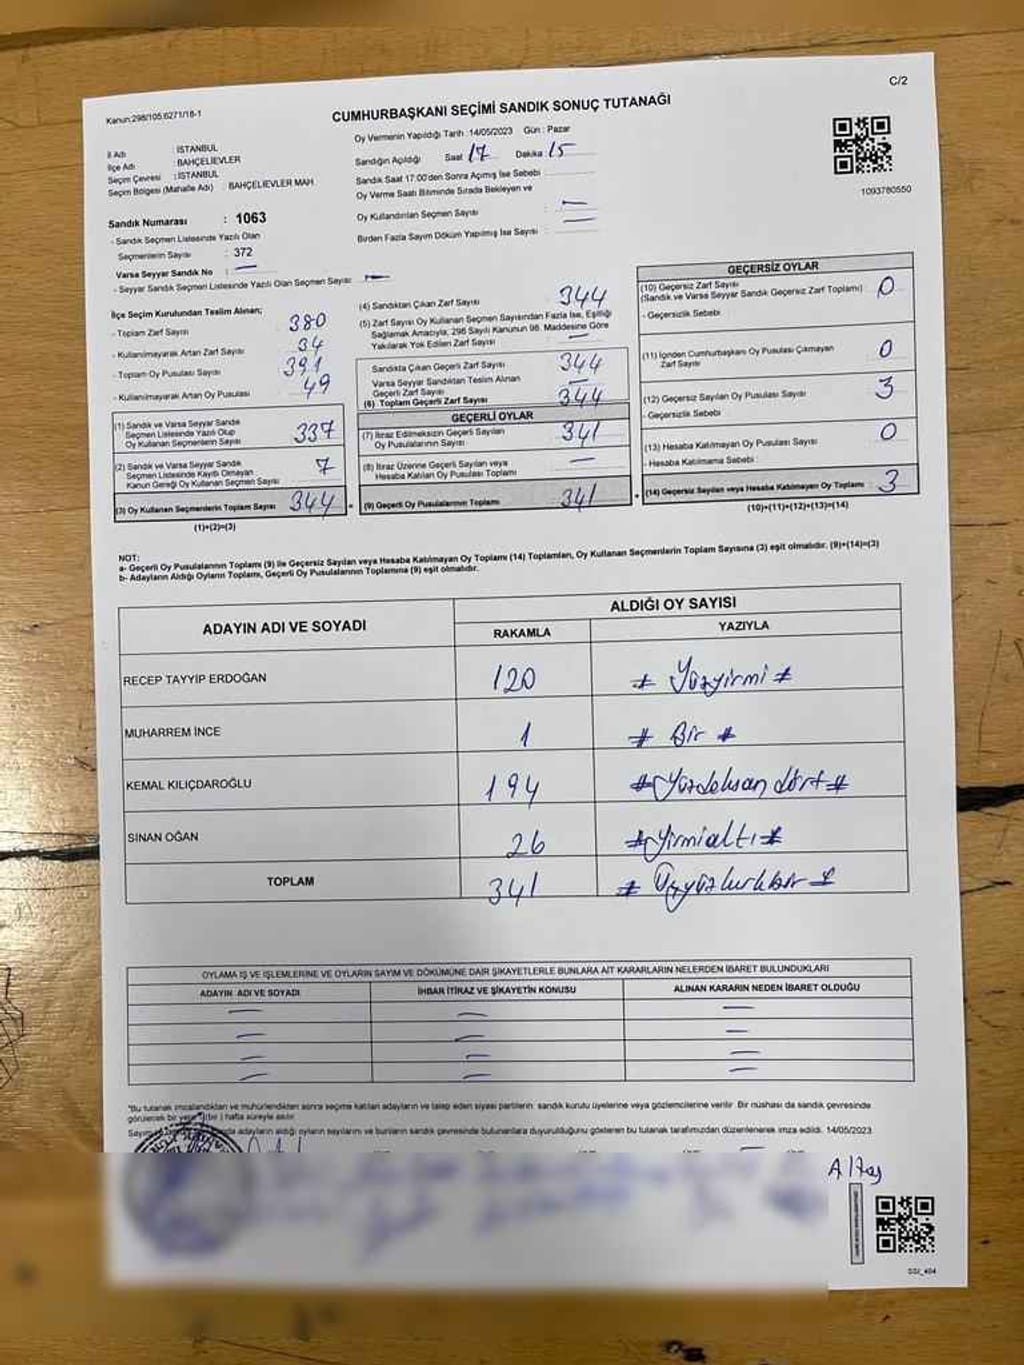 C/2
Kanun:298/105.6271/18-1
CUMHURBAŞKANI SEÇİMİ SANDIK SONUÇ TUTANAĞI
İl Adı : İSTANBUL
İlçe Adı : BAHÇELİEVLER
Seçim Çevresi : İSTANBUL
Seçim Bölgesi (Mahalle Adı) : BAHÇELİEVLER MAH
Sandık Numarası : 1063
- Sandık Seçmen Listesinde Yazılı Olan
Seçmenlerin Sayısı : 372
Varsa Seyyar Sandık No : —
- Seyyar Sandık Seçmen Listesinde Yazılı Olan Seçmen Sayısı: —
Oy Vermenin Yapıldığı Tarih :14/05/2023 Gün : Pazar
Sandığın Açıldığı Saat 17 Dakika 15
Sandık Saat 17:00'den Sonra Açımış İse Sebebi
Oy Verme Saati Bitiminde Sırada Bekleyen ve
Oy Kullandırılan Seçmen Sayısı : —
Birden Fazla Sayım Döküm Yapılmış İse Sayısı : —
1093780550
İlçe Seçim Kurulundan Teslim Alınan;
- Toplam Zarf Sayısı 380
- Kullanılmayarak Artan Zarf Sayısı 34
- Toplam Oy Pusulası Sayısı 391
- Kullanılmayarak Artan Oy Pusulası 49
(1) Sandık ve Varsa Seyyar Sandık
Seçmen Listesinde Yazılı Olup
Oy Kullanan Seçmenlerin Sayısı 337
(2) Sandık ve Varsa Seyyar Sandık
Seçmen Listesinde Kayıtlı Olmayan
Kanun Gereği Oy Kullanan Seçmen Sayısı 7
(3) Oy Kullanan Seçmenlerin Toplam Sayısı 344
(1)+(2)=(3)
(4) Sandıktan Çıkan Zarf Sayısı 344
(5) Zarf Sayısı Oy Kullanan Seçmen Sayısından Fazla İse, Eşitliği
Sağlamak Amacıyla; 298 Sayılı Kanunun 98. Maddesine Göre
Yakılarak Yok Edilen Zarf Sayısı —
Sandıkta Çıkan Geçerli Zarf Sayısı 344
Varsa Seyyar Sandıktan Teslim Alınan
Geçerli Zarf Sayısı —
(6) Toplam Geçerli Zarf Sayısı 344
GEÇERLİ OYLAR
(7) İtiraz Edilmeksizin Geçerli Sayılan
Oy Pusulalarının Sayısı 341
(8) İtiraz Üzerine Geçerli Sayılan veya
Hesaba Katılan Oy Pusulası Toplamı —
(9) Geçerli Oy Pusulalarının Toplamı 341
GEÇERSİZ OYLAR
(10) Geçersiz Zarf Sayısı
(Sandık ve Varsa Seyyar Sandık Geçersiz Zarf Toplamı) 0
- Geçersizlik Sebebi
(11) İçinden Cumhurbaşkanı Oy Pusulası Çıkmayan
Zarf Sayısı 0
(12) Geçersiz Sayılan Oy Pusulası Sayısı 3
- Geçersizlik Sebebi
(13) Hesaba Katılmayan Oy Pusulası Sayısı 0
- Hesaba Katılmama Sebebi :
(14) Geçersiz Sayılan veya Hesaba Katılmayan Oy Toplamı 3
(10)+(11)+(12)+(13)=(14)
NOT:
a- Geçerli Oy Pusulalarının Toplamı (9) ile Geçersiz Sayılan veya Hesaba Katılmayan Oy Toplamı (14) Toplamları, Oy Kullanan Seçmenlerin Toplam Sayısına (3) eşit olmalıdır. (9)+(14)=(3)
b- Adayların Aldığı Oyların Toplamı, Geçerli Oy Pusulalarının Toplamına (9) eşit olmalıdır.
ADAYIN ADI VE SOYADI ALDIĞI OY SAYISI
RAKAMLA YAZIYLA
RECEP TAYYİP ERDOĞAN 120 # Yüzyirmi #
MUHARREM İNCE 1 # Bir #
KEMAL KILIÇDAROĞLU 194 # Yüzdoksan dört #
SİNAN OĞAN 26 # Yirmialtı #
TOPLAM 341 # Üçyüzkırkbir #
OYLAMA İŞ VE İŞLEMLERİNE VE OYLARIN SAYIM VE DÖKÜMÜNE DAİR ŞİKAYETLERLE BUNLARA AİT KARARLARIN NELERDEN İBARET BULUNDUKLARI
ADAYIN ADI VE SOYADI İHBAR İTİRAZ VE ŞİKAYETİN KONUSU ALINAN KARARIN NEDEN İBARET OLDUĞU
— — —
— — —
— — —
— — —
*Bu tutanak imzalandıktan ve mühürlendikten sonra seçime katılan adayların ve talep eden siyasi partilerin sandık kurulu üyelerine veya gözlemcilerine verilir. Bir nüshası da sandık çevresinde
görülecek bir yere 1(bir) hafta süreyle asılır.
adayların aldığı oyların sayılarını ve bunların sandık çevresinde bulunanlara duyurulduğunu gösteren bu tutanak tarafımızdan düzenlenerek imza edildi. 14/05/2023